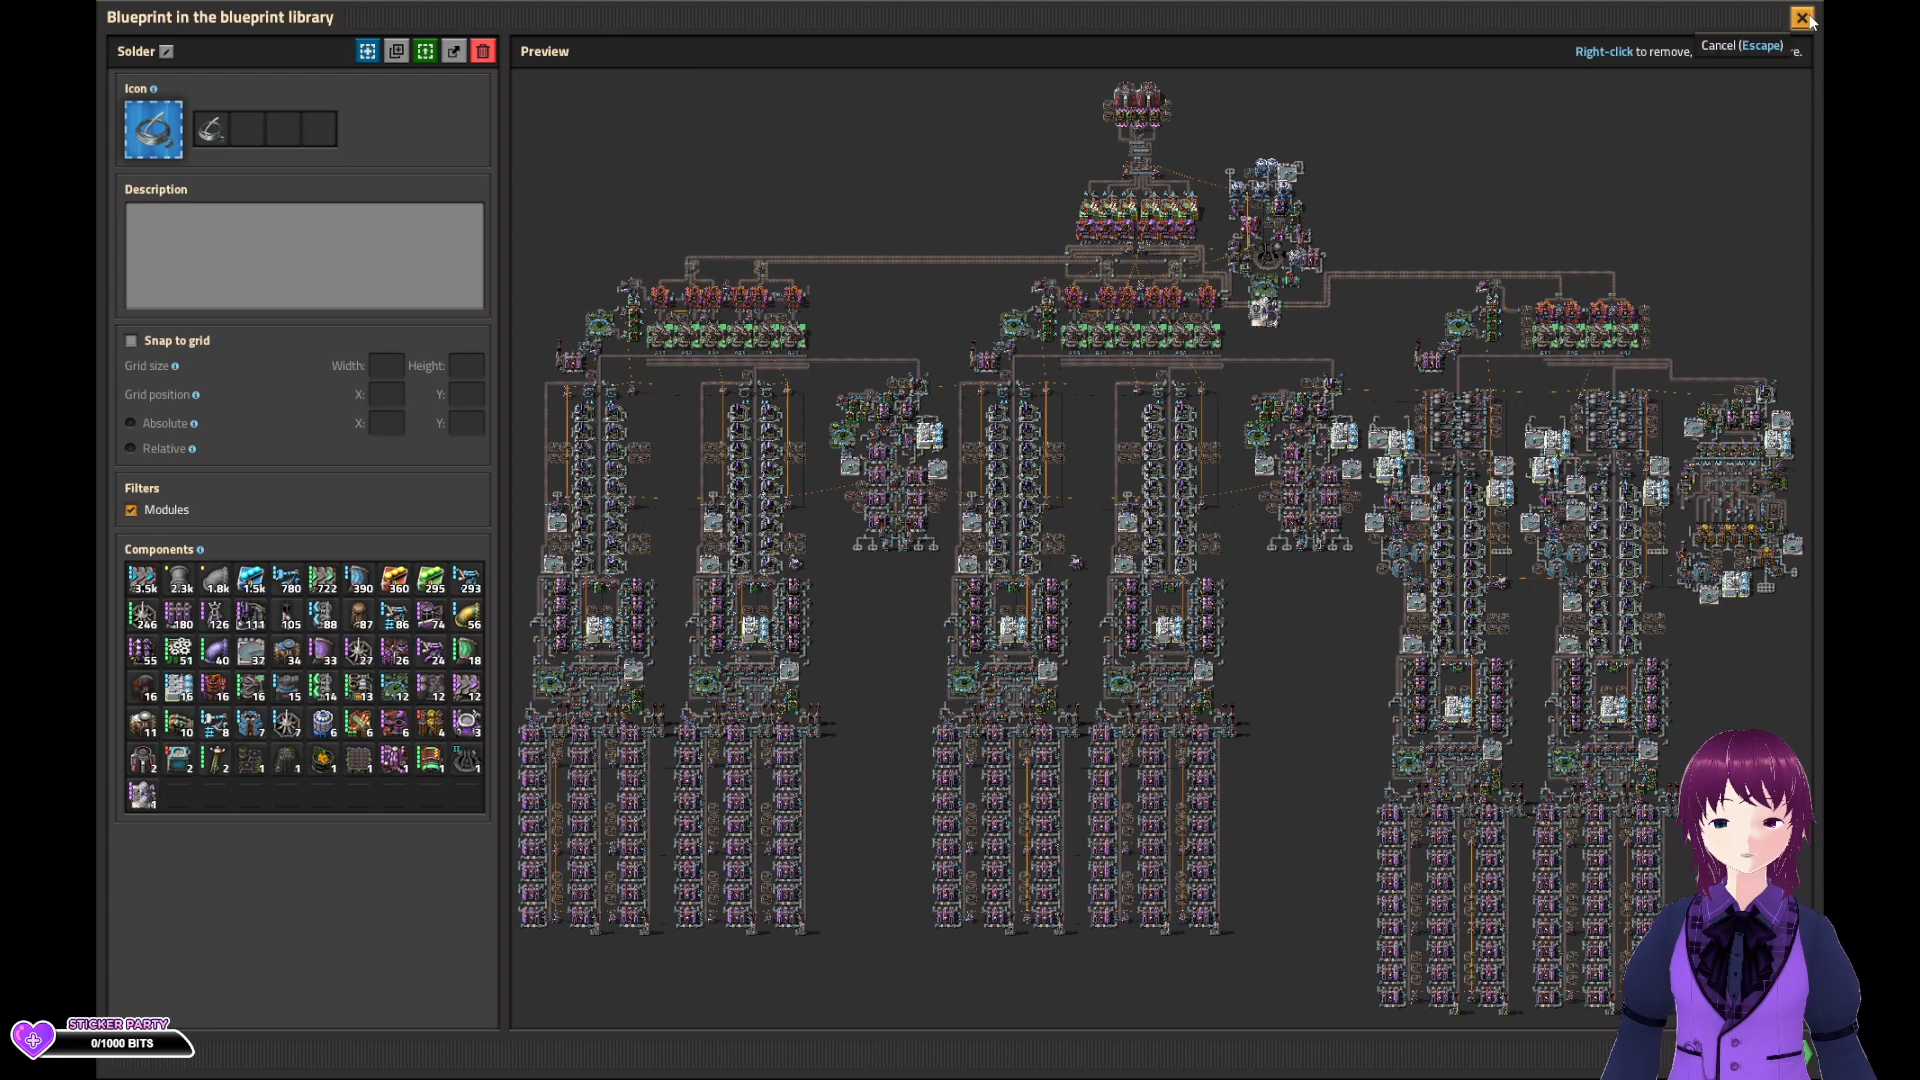 Blueprint in the blueprint library
Solder
Preview
Right-click to remove,
e.
Cancel (Escape)
Icon
Description
Snap to grid
Grid size
Width:
Height:
Grid position
X:
Y:
Absolute
X:
Y:
Relative
Filters
Modules
Components
3.5k 2.3k 1.8k 1.5k 780 722 390 360 295 293
246 180 126 111 105 88 87 86 74 56
55 51 40 37 34 33 27 26 24 18
16 16 16 16 15 14 13 12 12 12
11 10 8 7 7 6 6 6 4 3
2 2 2 1 1 1 1 1 1 1
STICKER PARTY
0/1000 BITS